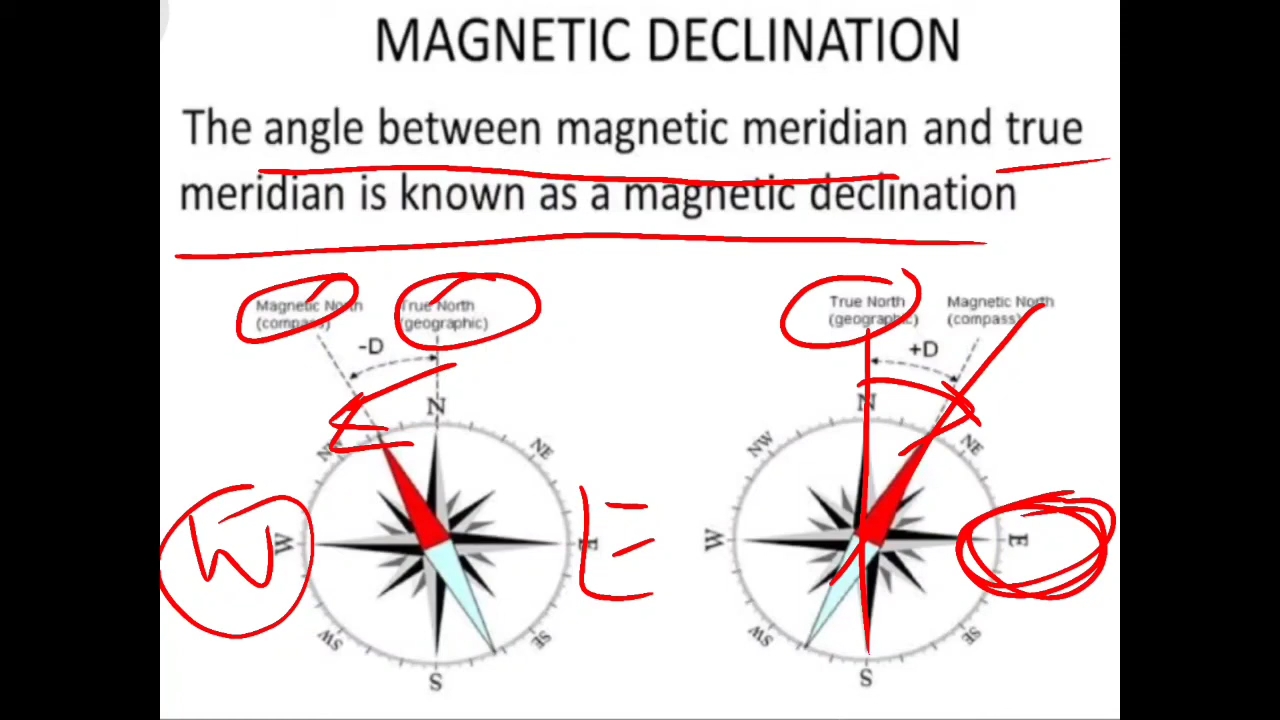 MAGNETIC DECLINATION
The angle between magnetic meridian and true
meridian is known as a magnetic declination
Magnetic North
(compass)
True North
(geographic)
-D
N
NE
E
SE
S
SW
W
NW
W
E
True North
(geographic)
Magnetic North
(compass)
+D
N
NE
E
SE
S
SW
W
NW